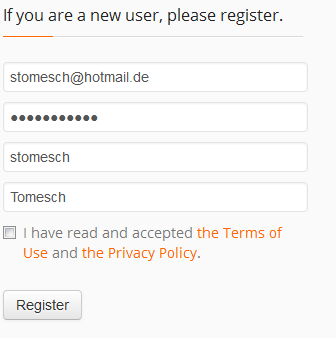 If you are a new user, please register.
stomesch@hotmail.de
●●●●●●●●●●●
stomesch
Tomesch
I have read and accepted the Terms of
Use and the Privacy Policy.
Register